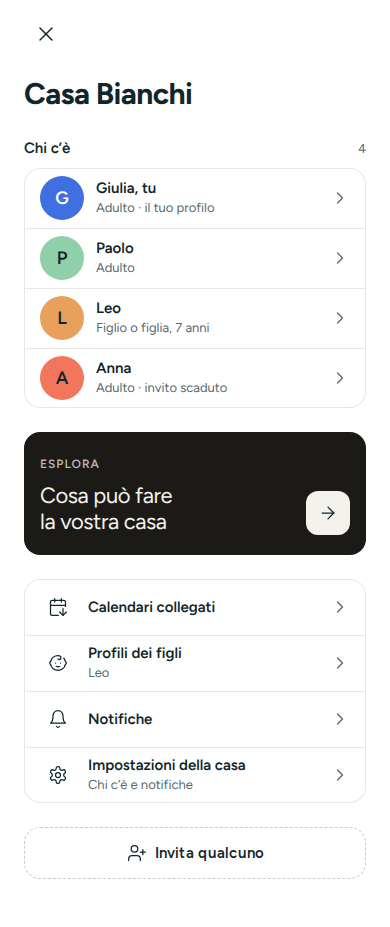 Casa Bianchi
Chi c’è
4
G
Giulia, tu
Adulto · il tuo profilo
P
Paolo
Adulto
L
Leo
Figlio o figlia, 7 anni
A
Anna
Adulto · invito scaduto
ESPLORA
Cosa può fare
la vostra casa
Calendari collegati
Profili dei figli
Leo
Notifiche
Impostazioni della casa
Chi c’è e notifiche
Invita qualcuno